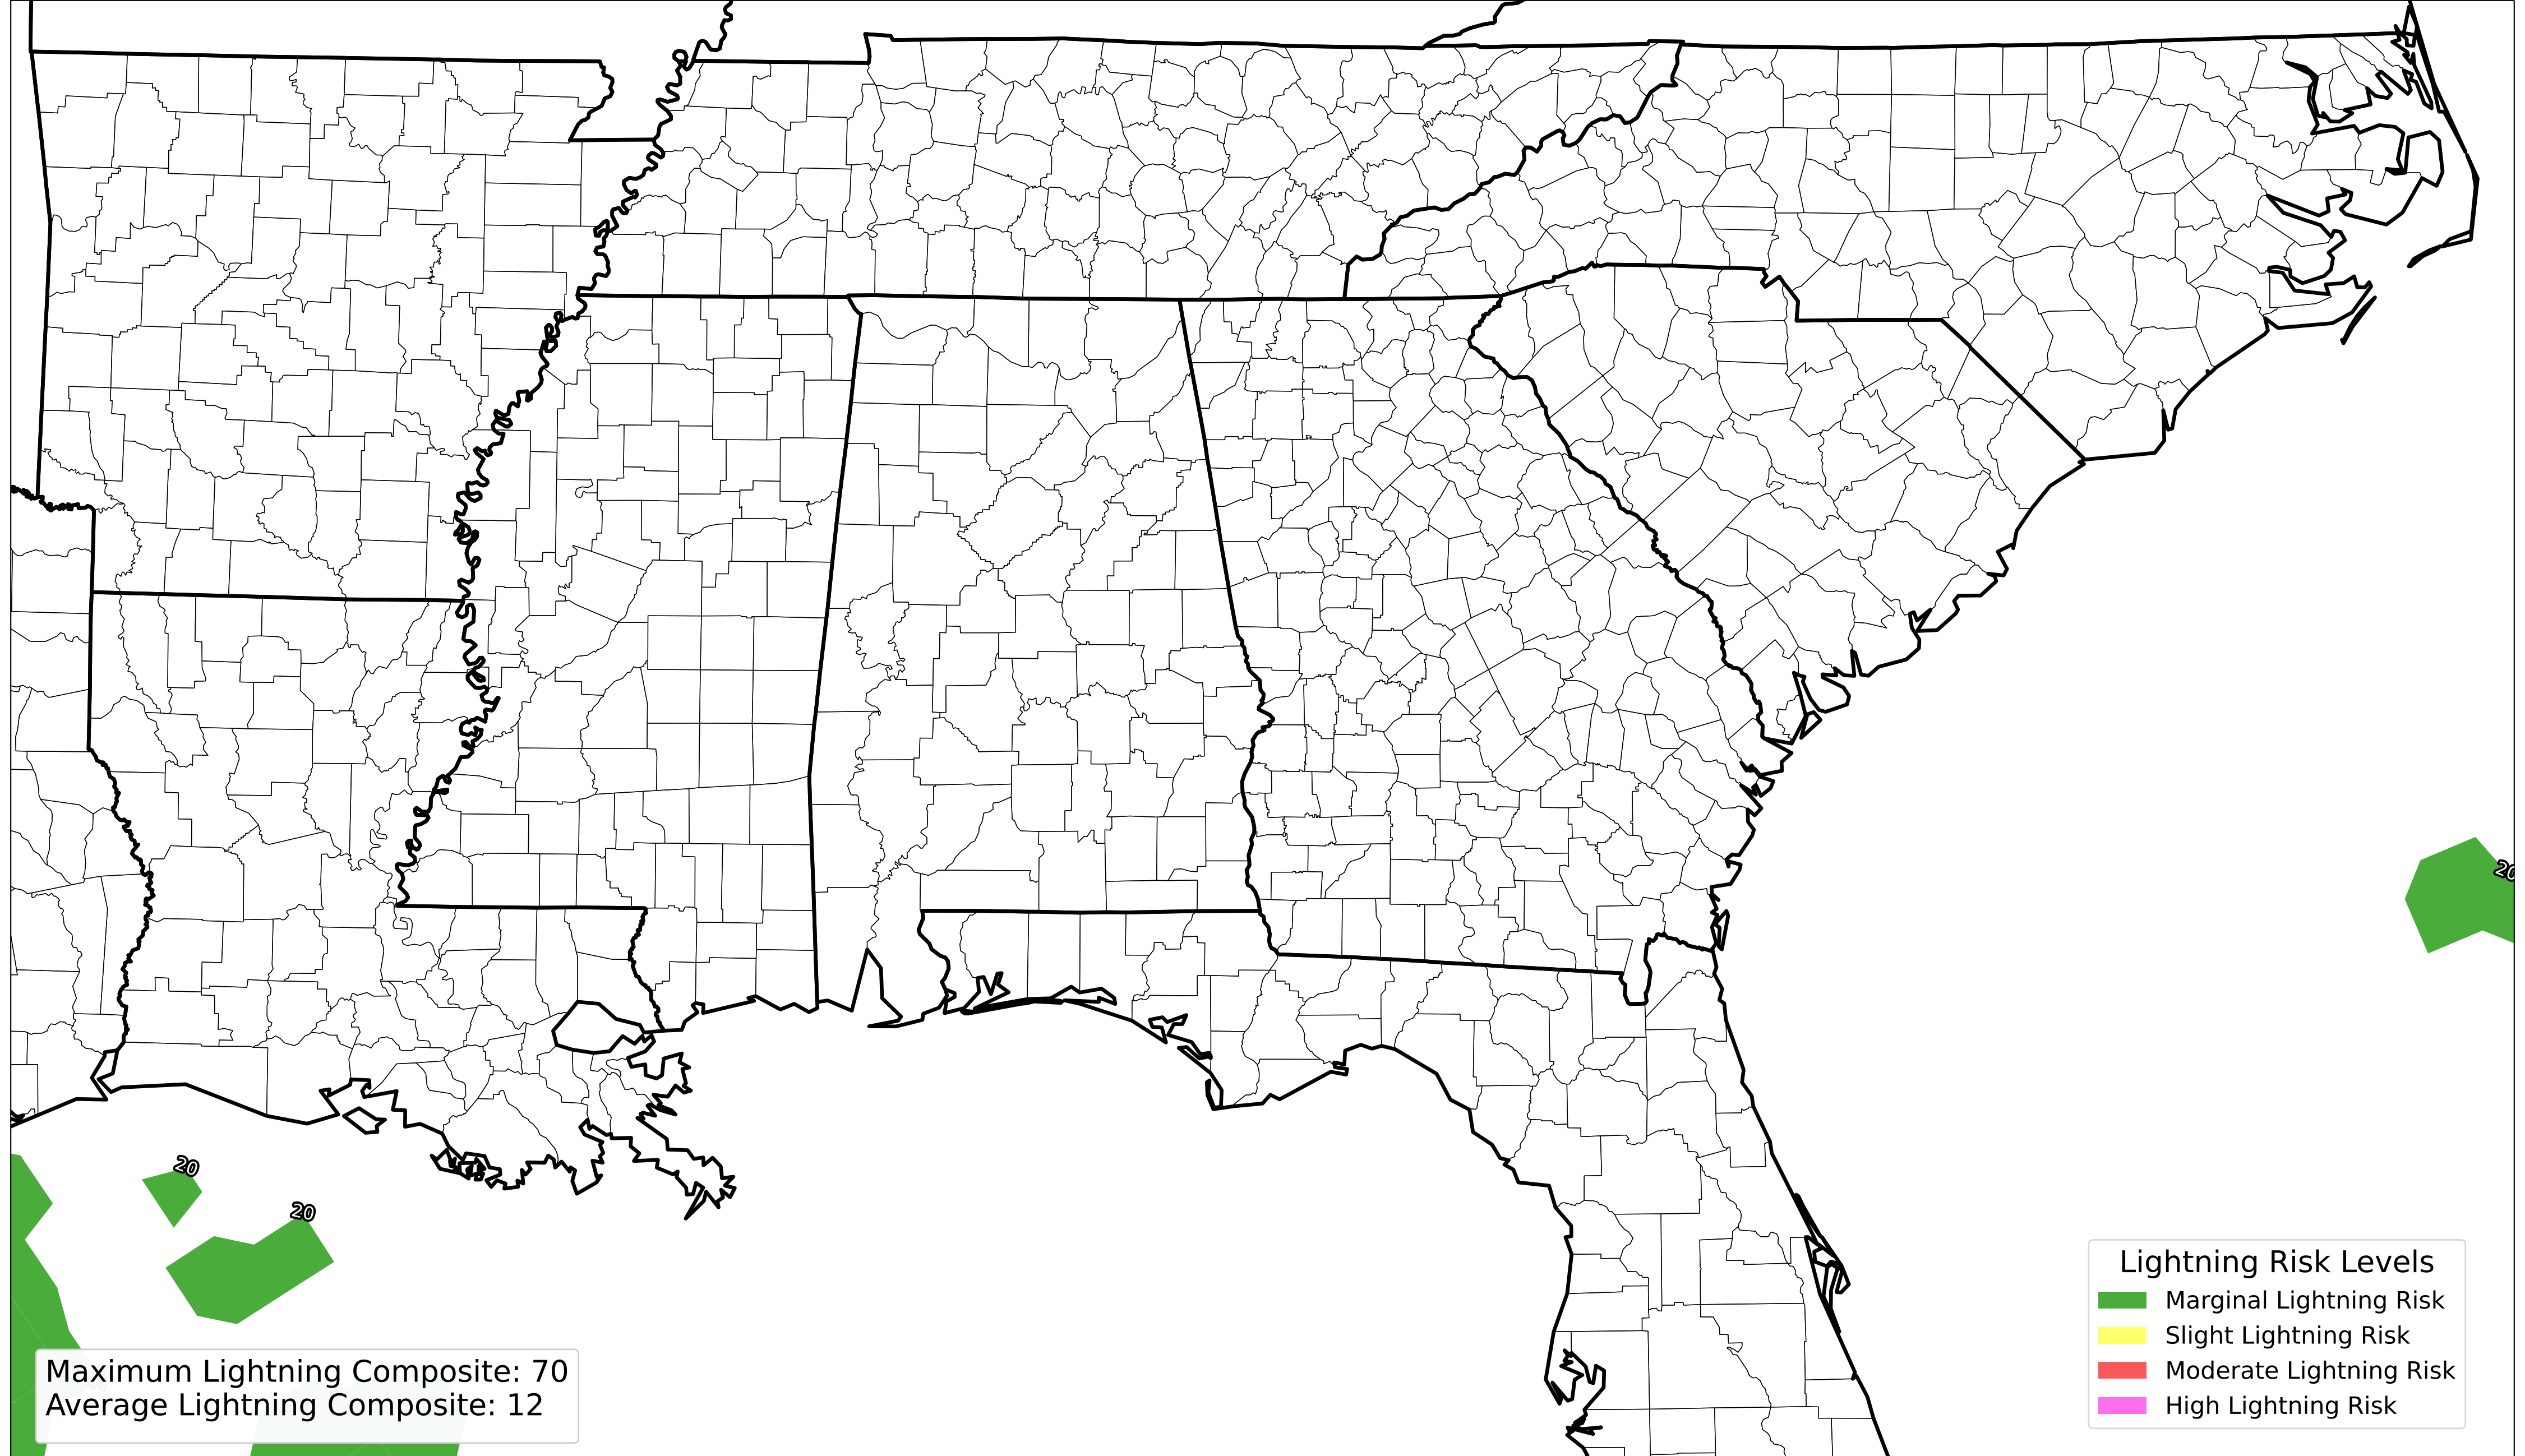 20
20
20
Lightning Risk Levels
Marginal Lightning Risk
Slight Lightning Risk
Moderate Lightning Risk
High Lightning Risk
Maximum Lightning Composite: 70
Average Lightning Composite: 12